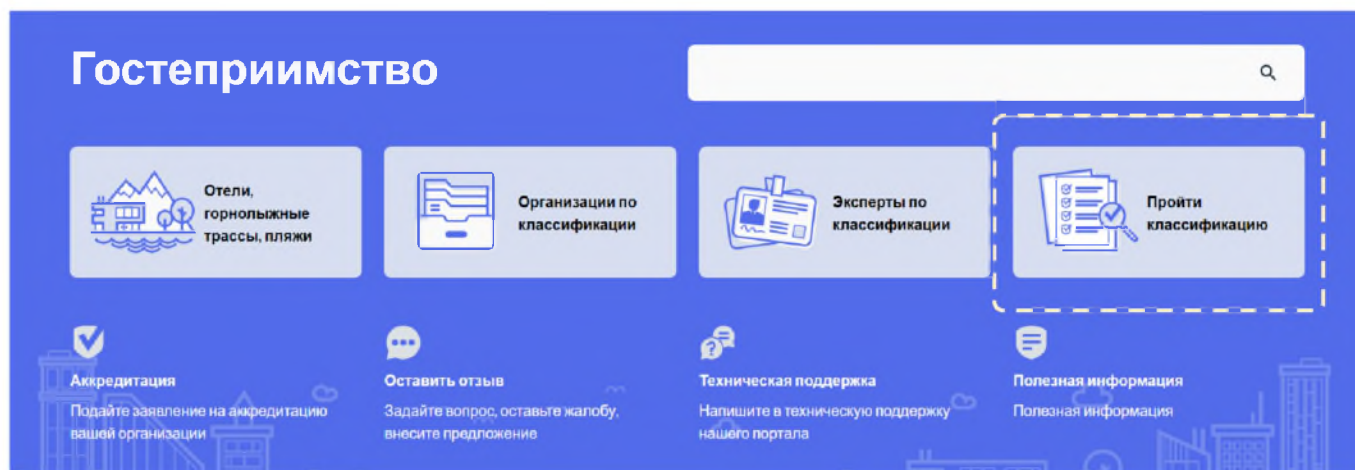 Гостеприимство
Отели,
горнолыжные
трассы, пляжи
Организации по
классификации
Эксперты по
классификации
Пройти
классификацию
Аккредитация
Подайте заявление на аккредитацию
вашей организации
Оставить отзыв
Задайте вопрос, оставьте жалобу,
внесите предложение
Техническая поддержка
Напишите в техническую поддержку
нашего портала
Полезная информация
Полезная информация